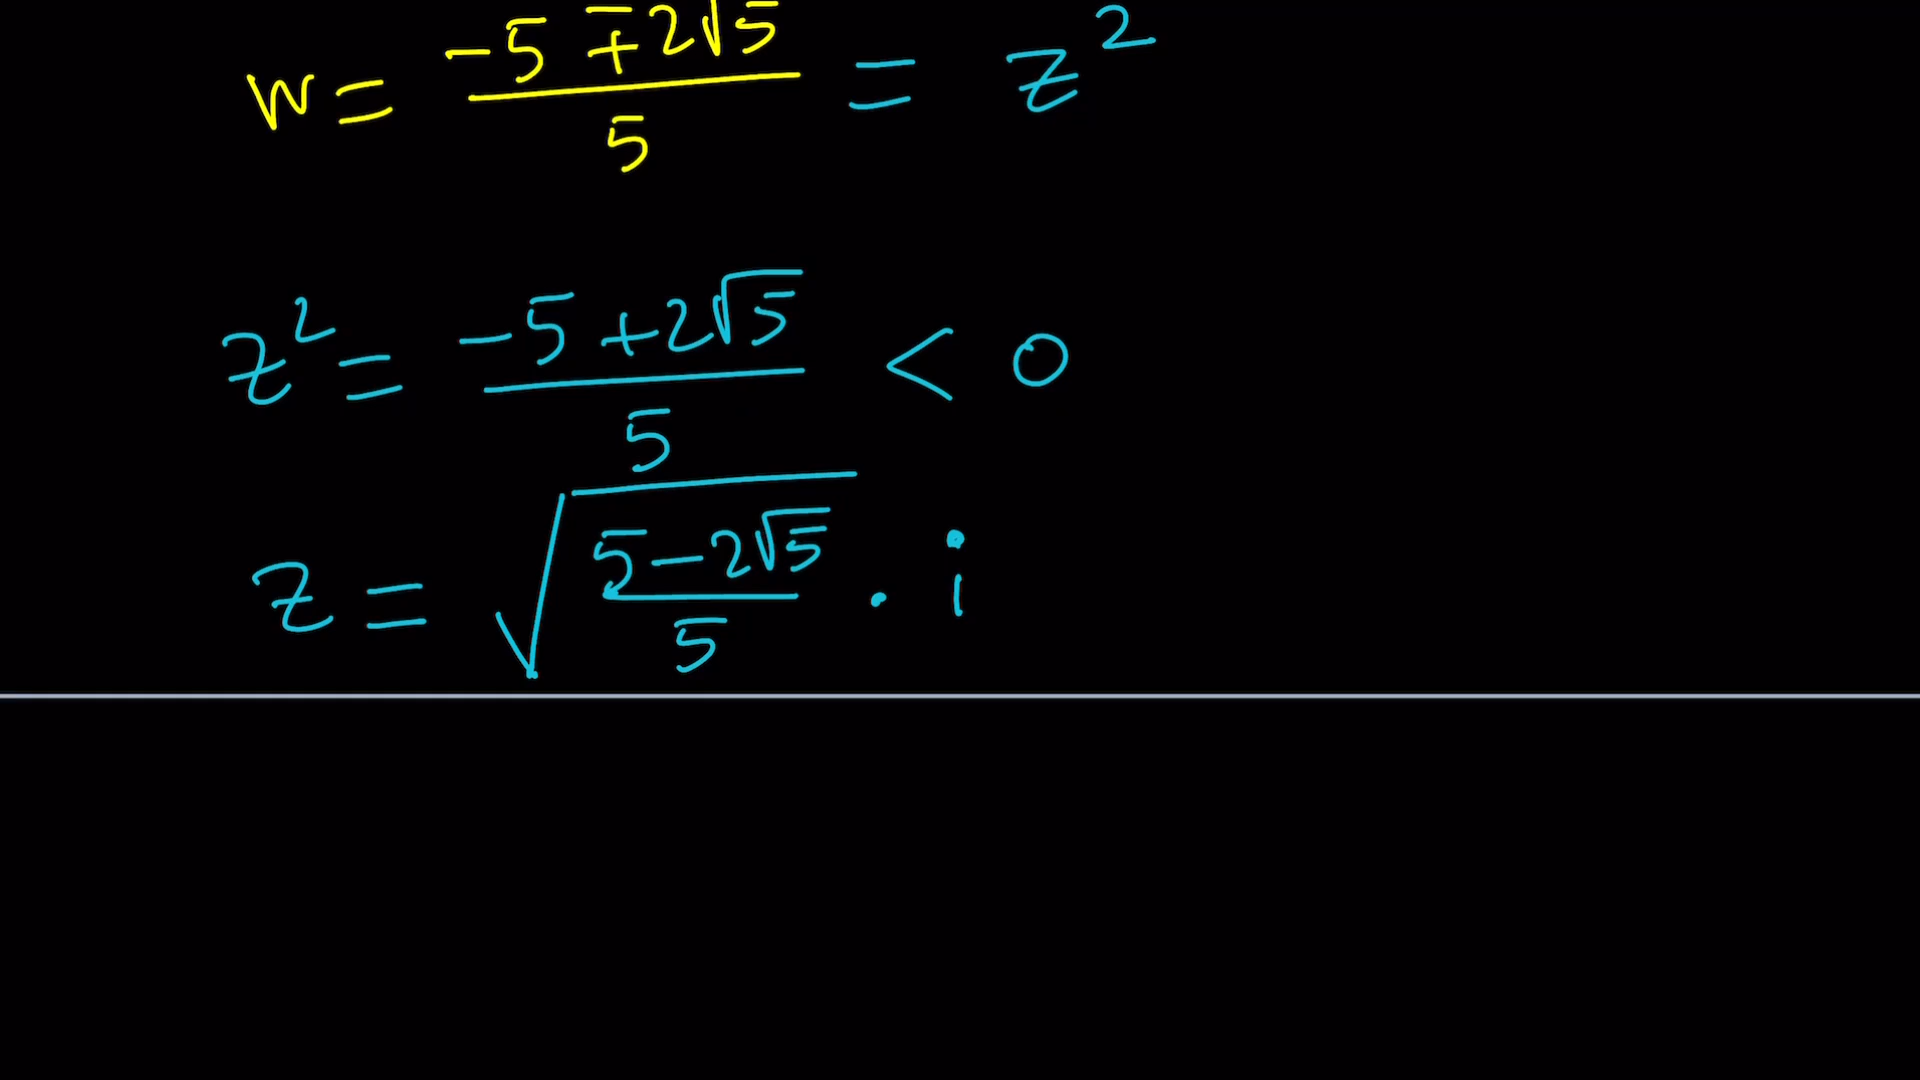 w = (-5 ∓ 2√5)/5 = z²
z² = (-5 + 2√5)/5 < 0
z = √((5 - 2√5)/5) · i